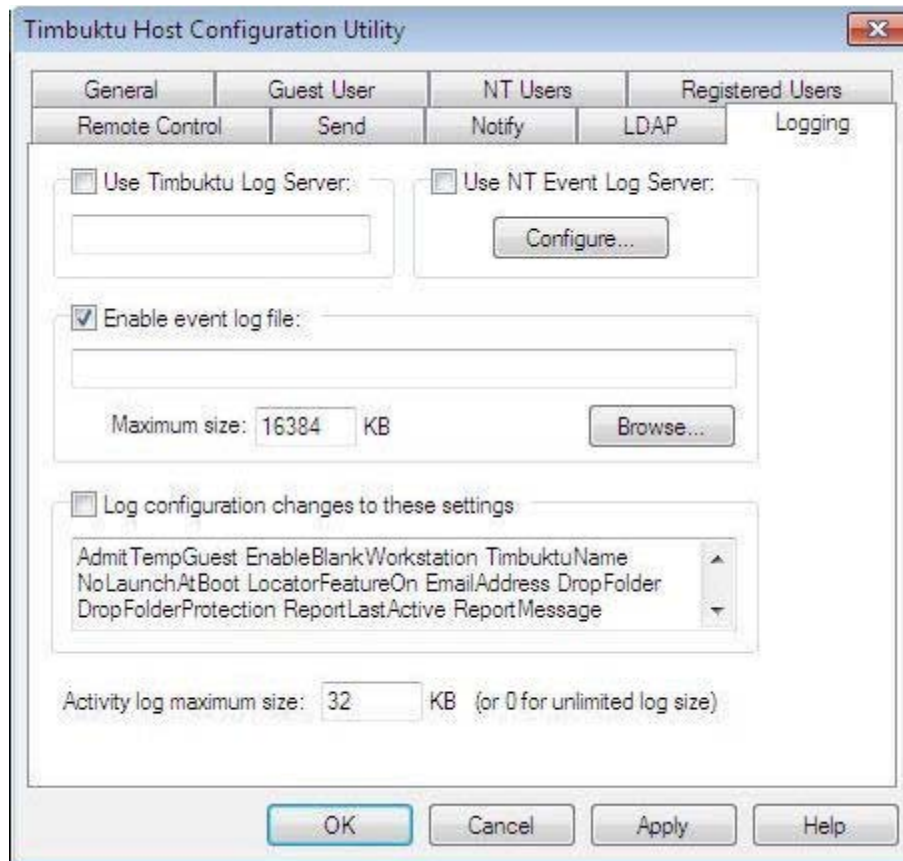 Timbuktu Host Configuration Utility
General Guest User NT Users Registered Users
Remote Control Send Notify LDAP Logging
Use Timbuktu Log Server: Use NT Event Log Server:
Configure...
Enable event log file:
Maximum size: 16384 KB Browse...
Log configuration changes to these settings
AdmitTempGuest EnableBlankWorkstation TimbuktuName
NoLaunchAtBoot LocatorFeatureOn EmailAddress DropFolder
DropFolderProtection ReportLastActive ReportMessage
Activity log maximum size: 32 KB (or 0 for unlimited log size)
OK Cancel Apply Help